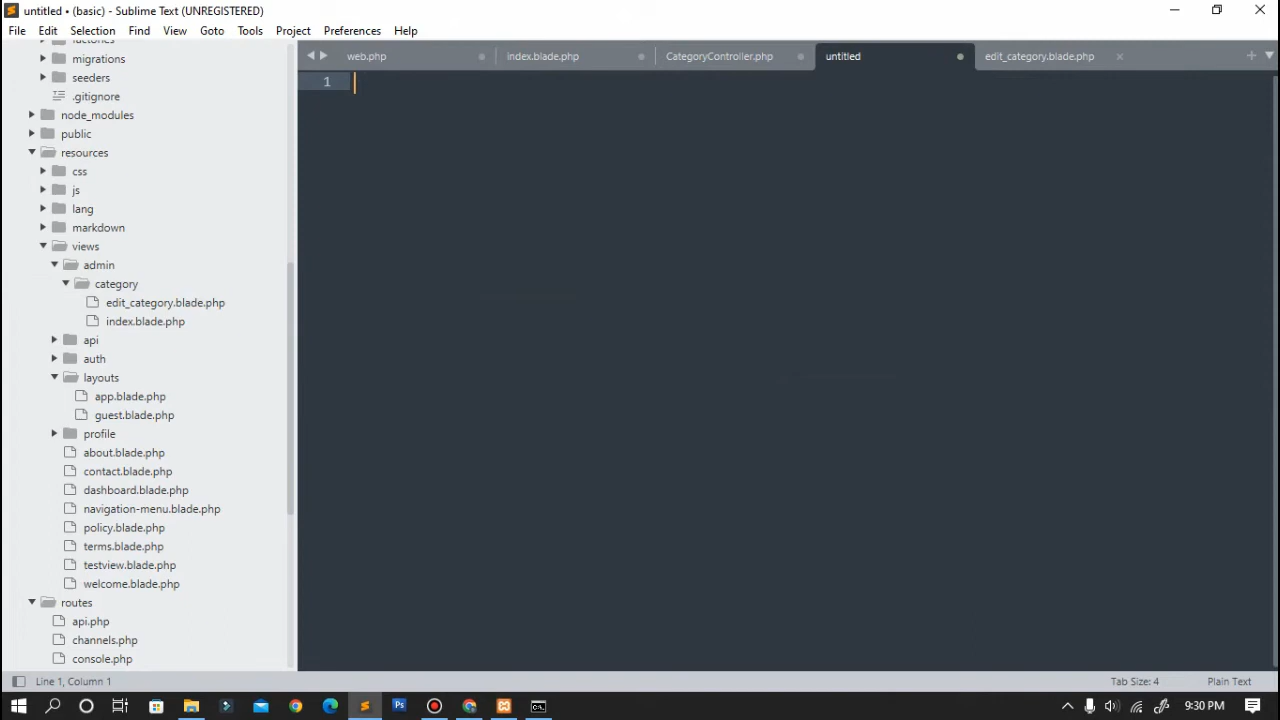 untitled • (basic) - Sublime Text (UNREGISTERED)
File Edit Selection Find View Goto Tools Project Preferences Help
web.php index.blade.php CategoryController.php untitled edit_category.blade.php
factories
migrations
seeders
.gitignore
node_modules
public
resources
css
js
lang
markdown
views
admin
category
edit_category.blade.php
index.blade.php
api
auth
layouts
app.blade.php
guest.blade.php
profile
about.blade.php
contact.blade.php
dashboard.blade.php
navigation-menu.blade.php
policy.blade.php
terms.blade.php
testview.blade.php
welcome.blade.php
routes
api.php
channels.php
console.php
1
Line 1, Column 1 Tab Size: 4 Plain Text
9:30 PM